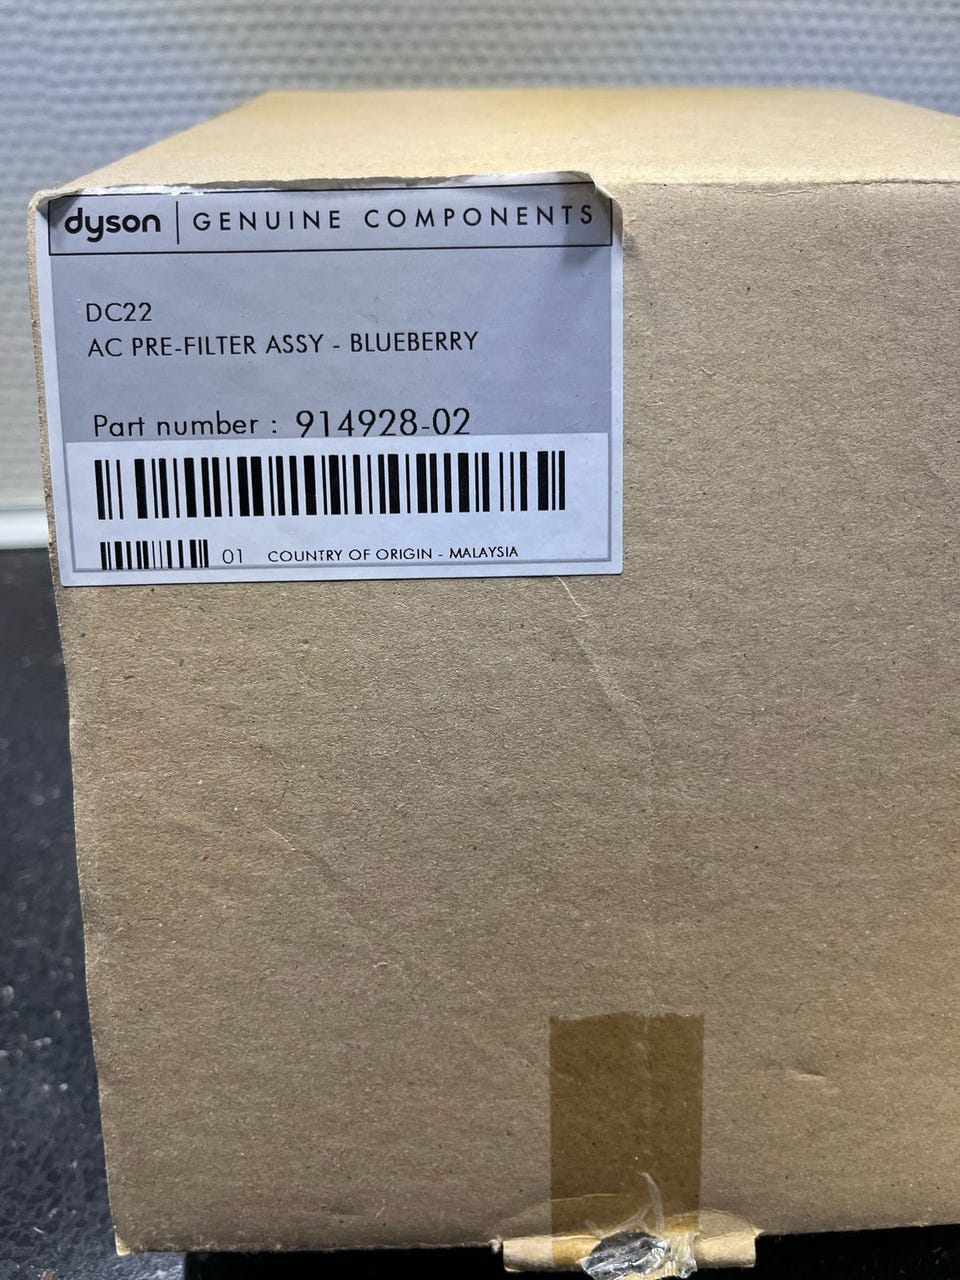 dyson | GENUINE COMPONENTS
DC22
AC PRE-FILTER ASSY - BLUEBERRY
Part number : 914928-02
01 COUNTRY OF ORIGIN - MALAYSIA